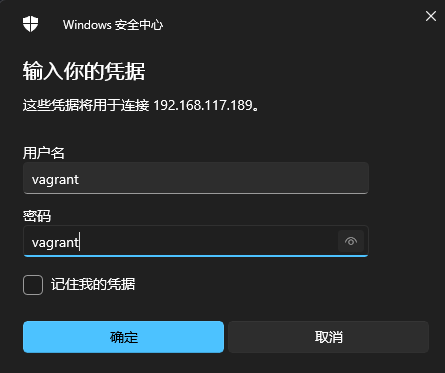 Windows 安全中心
输入你的凭据
这些凭据将用于连接 192.168.117.189。
用户名
vagrant
密码
vagrant
记住我的凭据
确定
取消